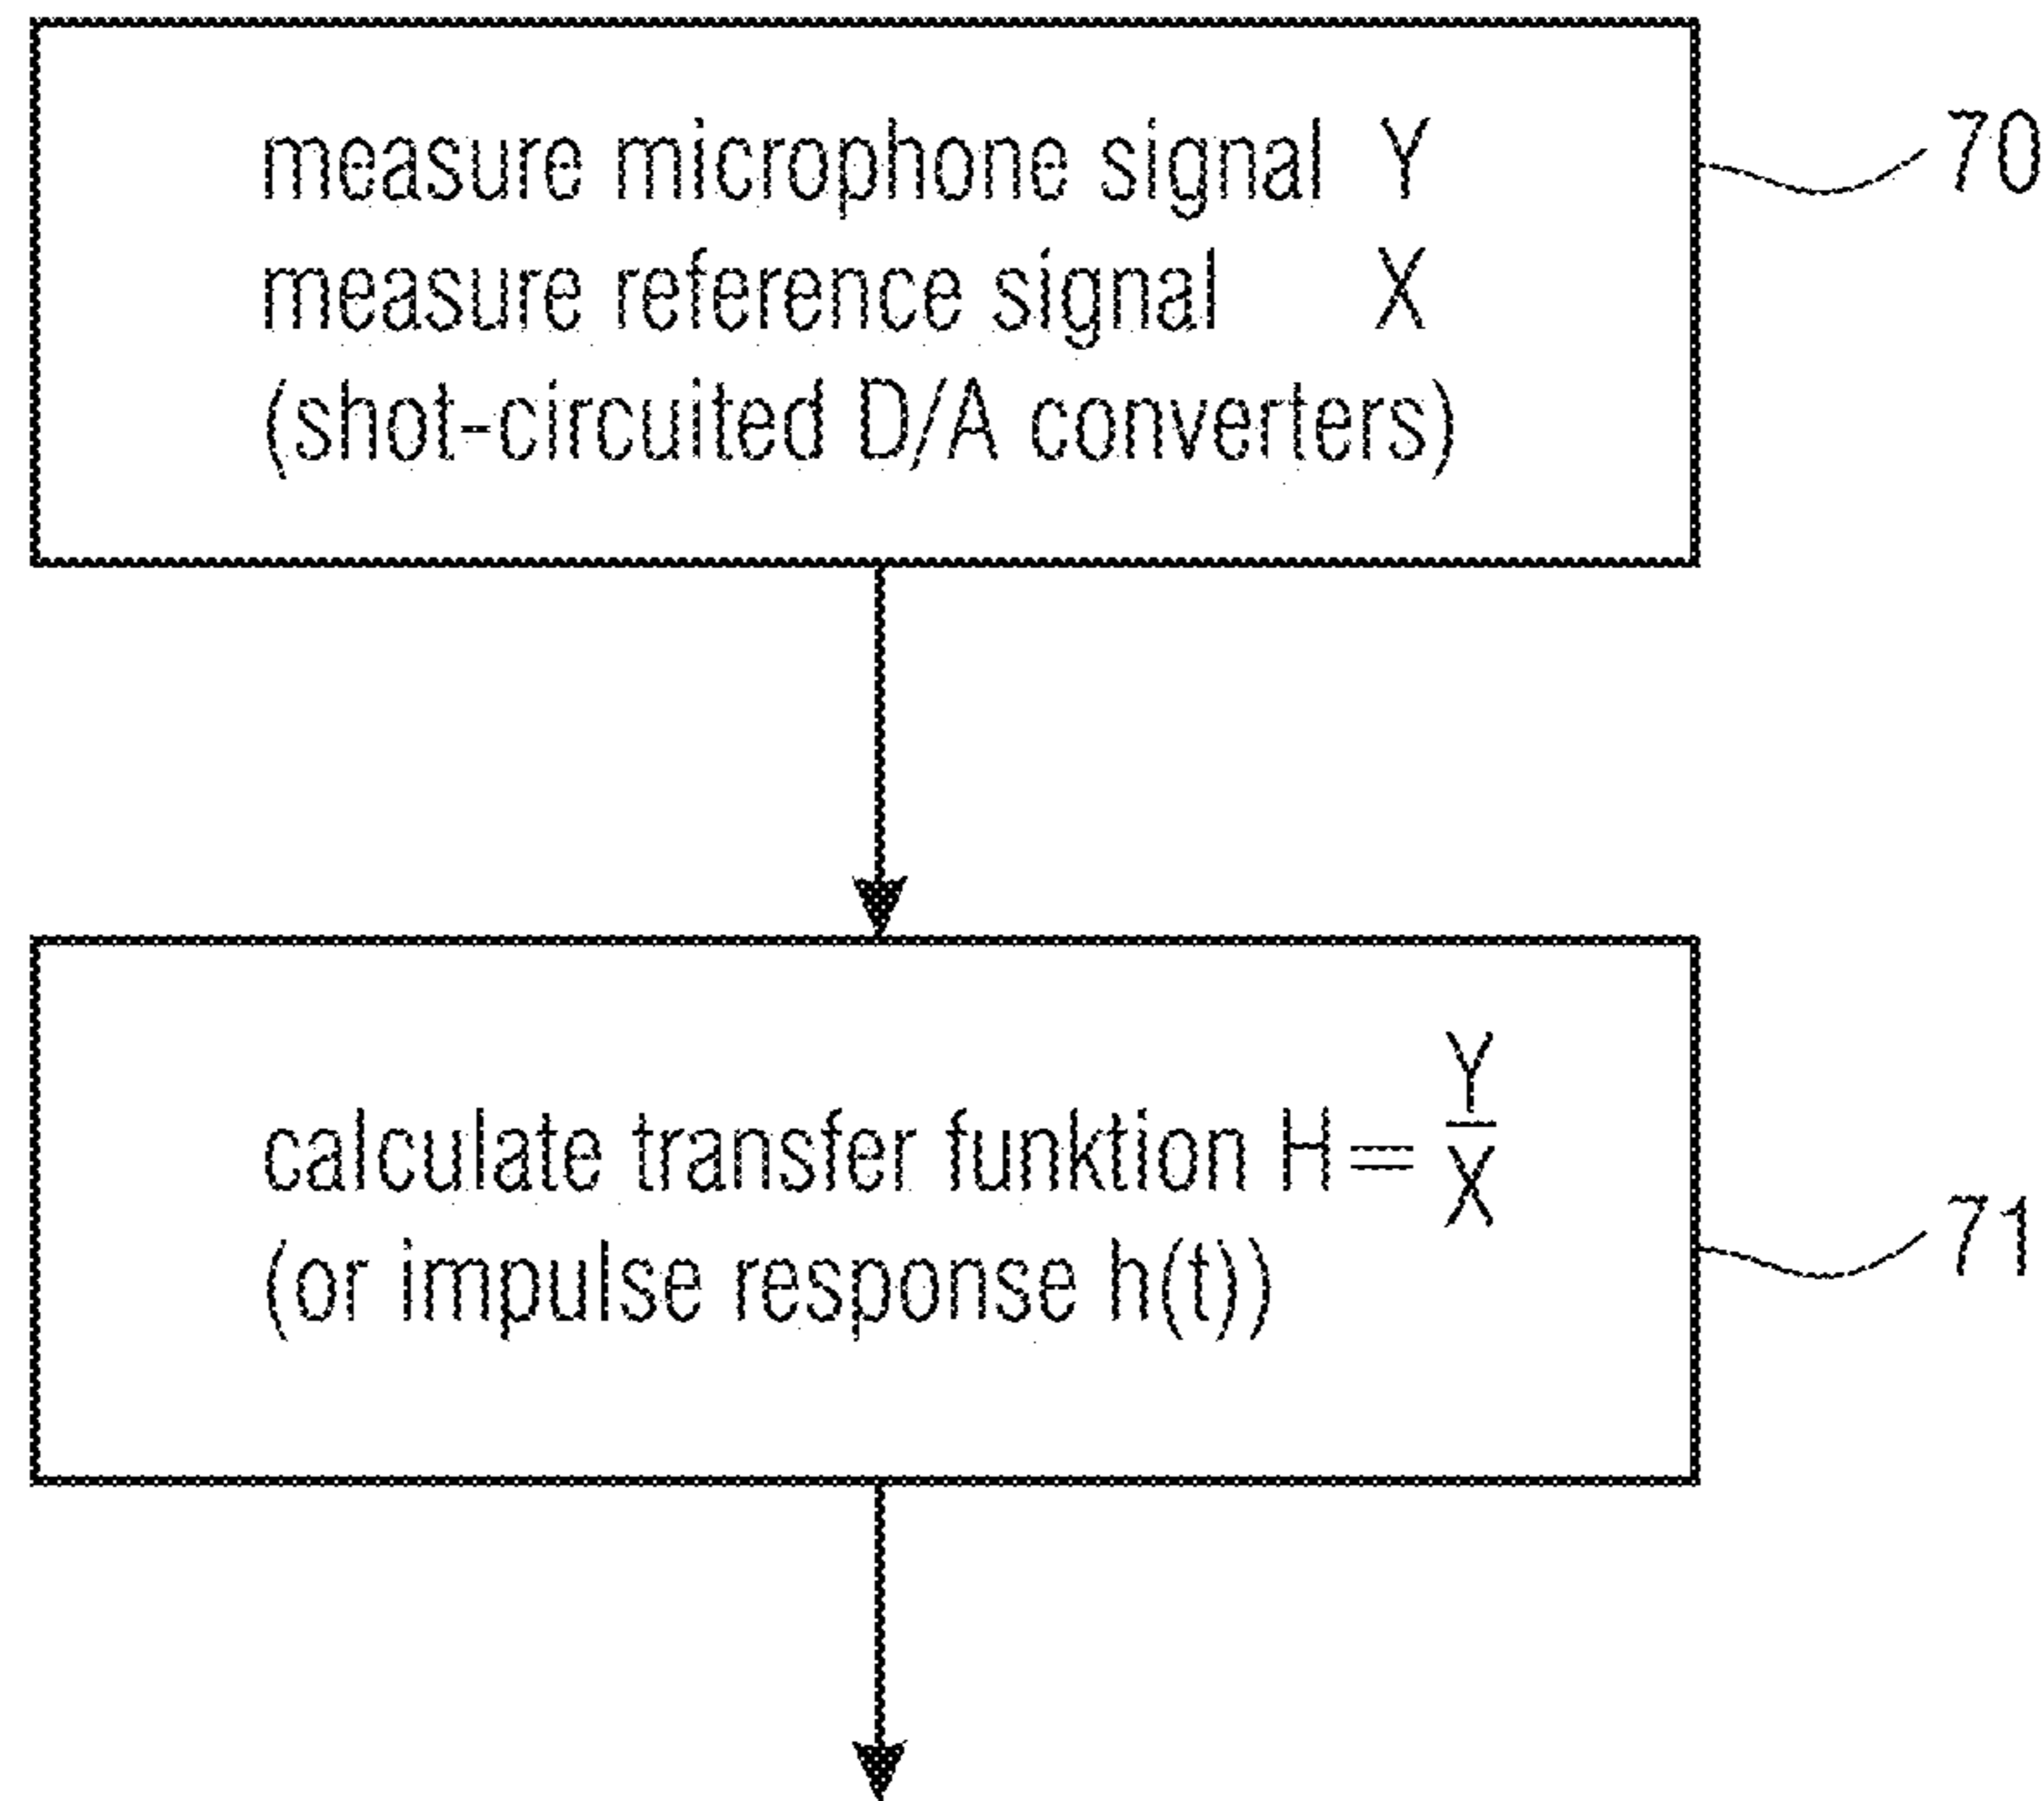 measure microphone signal Y
measure reference signal X
(shot-circuited D/A converters)
70
calculate transfer funktion H = Y/X
(or impulse response h(t))
71